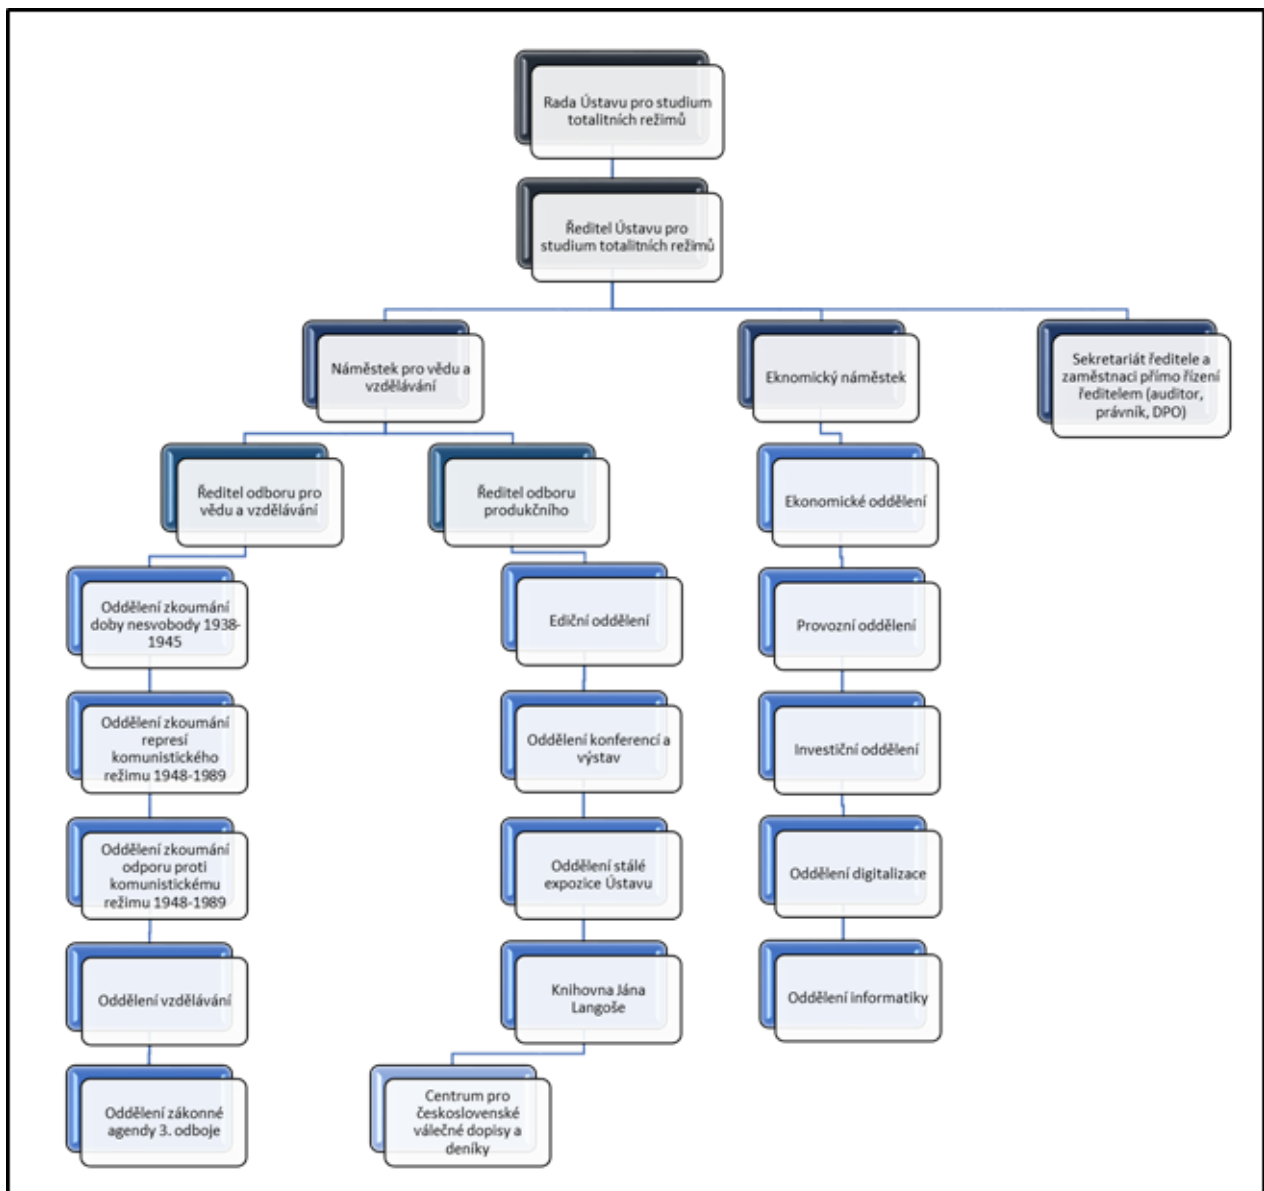 Rada Ústavu pro studium
totalitních režimů
Ředitel Ústavu pro
studium totalitních režimů
Náměstek pro vědu a
vzdělávání
Eknomický náměstek
Sekretariát ředitele a
zaměstnaci přímo řízení
ředitelem (auditor,
právník, DPO)
Ředitel odboru pro
vědu a vzdělávání
Ředitel odboru
produkčního
Ekonomické oddělení
Oddělení zkoumání
doby nesvobody 1938-
1945
Ediční oddělení
Provozní oddělení
Oddělení zkoumání
represí
komunistického
režimu 1948-1989
Oddělení konferencí a
výstav
Investiční oddělení
Oddělení zkoumání
odporu proti
komunistickému
režimu 1948-1989
Oddělení stálé
expozice Ústavu
Oddělení digitalizace
Oddělení vzdělávání
Knihovna Jána
Langoše
Oddělení informatiky
Oddělení zákonné
agendy 3. odboje
Centrum pro
československé
válečné dopisy a
deníky